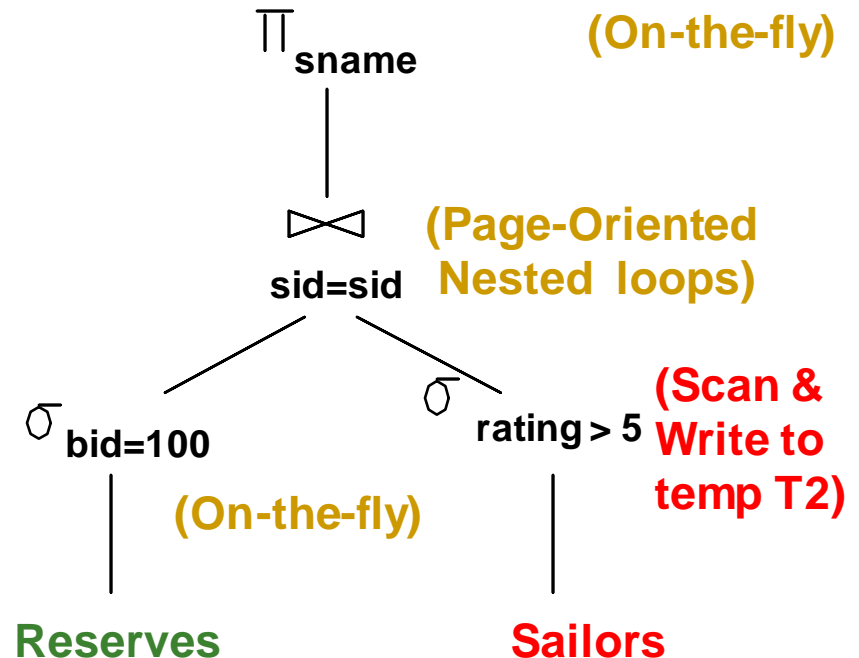 π sname
(On-the-fly)
⋈
sid=sid
(Page-Oriented
Nested loops)
σ bid=100
(On-the-fly)
σ rating > 5
(Scan &
Write to
temp T2)
Reserves
Sailors